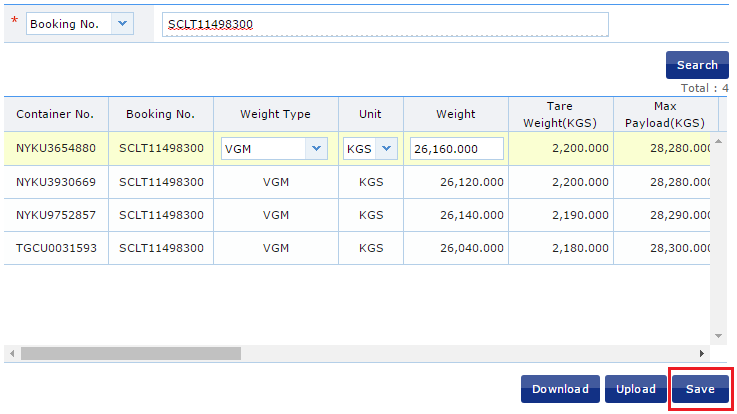 * Booking No. SCLT11498300
Search
Total : 4
Container No. Booking No. Weight Type Unit Weight Tare Weight(KGS) Max Payload(KGS)
NYKU3654880 SCLT11498300 VGM KGS 26,160.000 2,200.000 28,280.000
NYKU3930669 SCLT11498300 VGM KGS 26,120.000 2,200.000 28,280.000
NYKU9752857 SCLT11498300 VGM KGS 26,140.000 2,190.000 28,290.000
TGCU0031593 SCLT11498300 VGM KGS 26,040.000 2,180.000 28,300.000
Download Upload Save